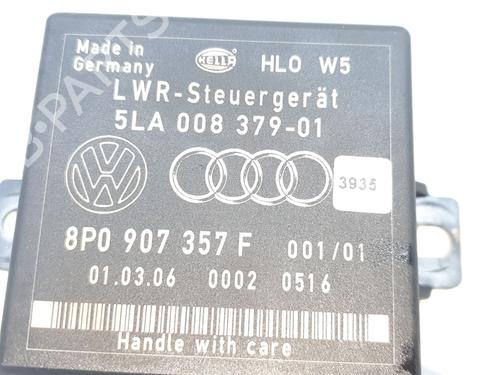 Made in
Germany
HELLA
HLO W5
LWR-Steuergerät
5LA 008 379-01
3935
8P0 907 357 F 001/01
01.03.06 0002 0516
Handle with care
B-PARTS